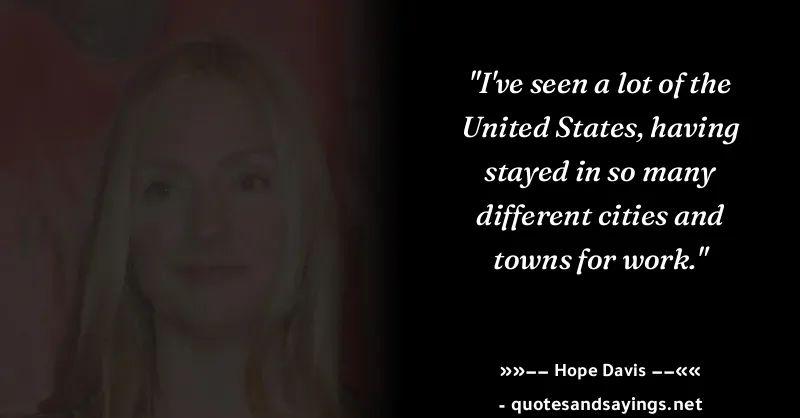 "I've seen a lot of the
United States, having
stayed in so many
different cities and
towns for work."
»»−− Hope Davis −−««
- quotesandsayings.net